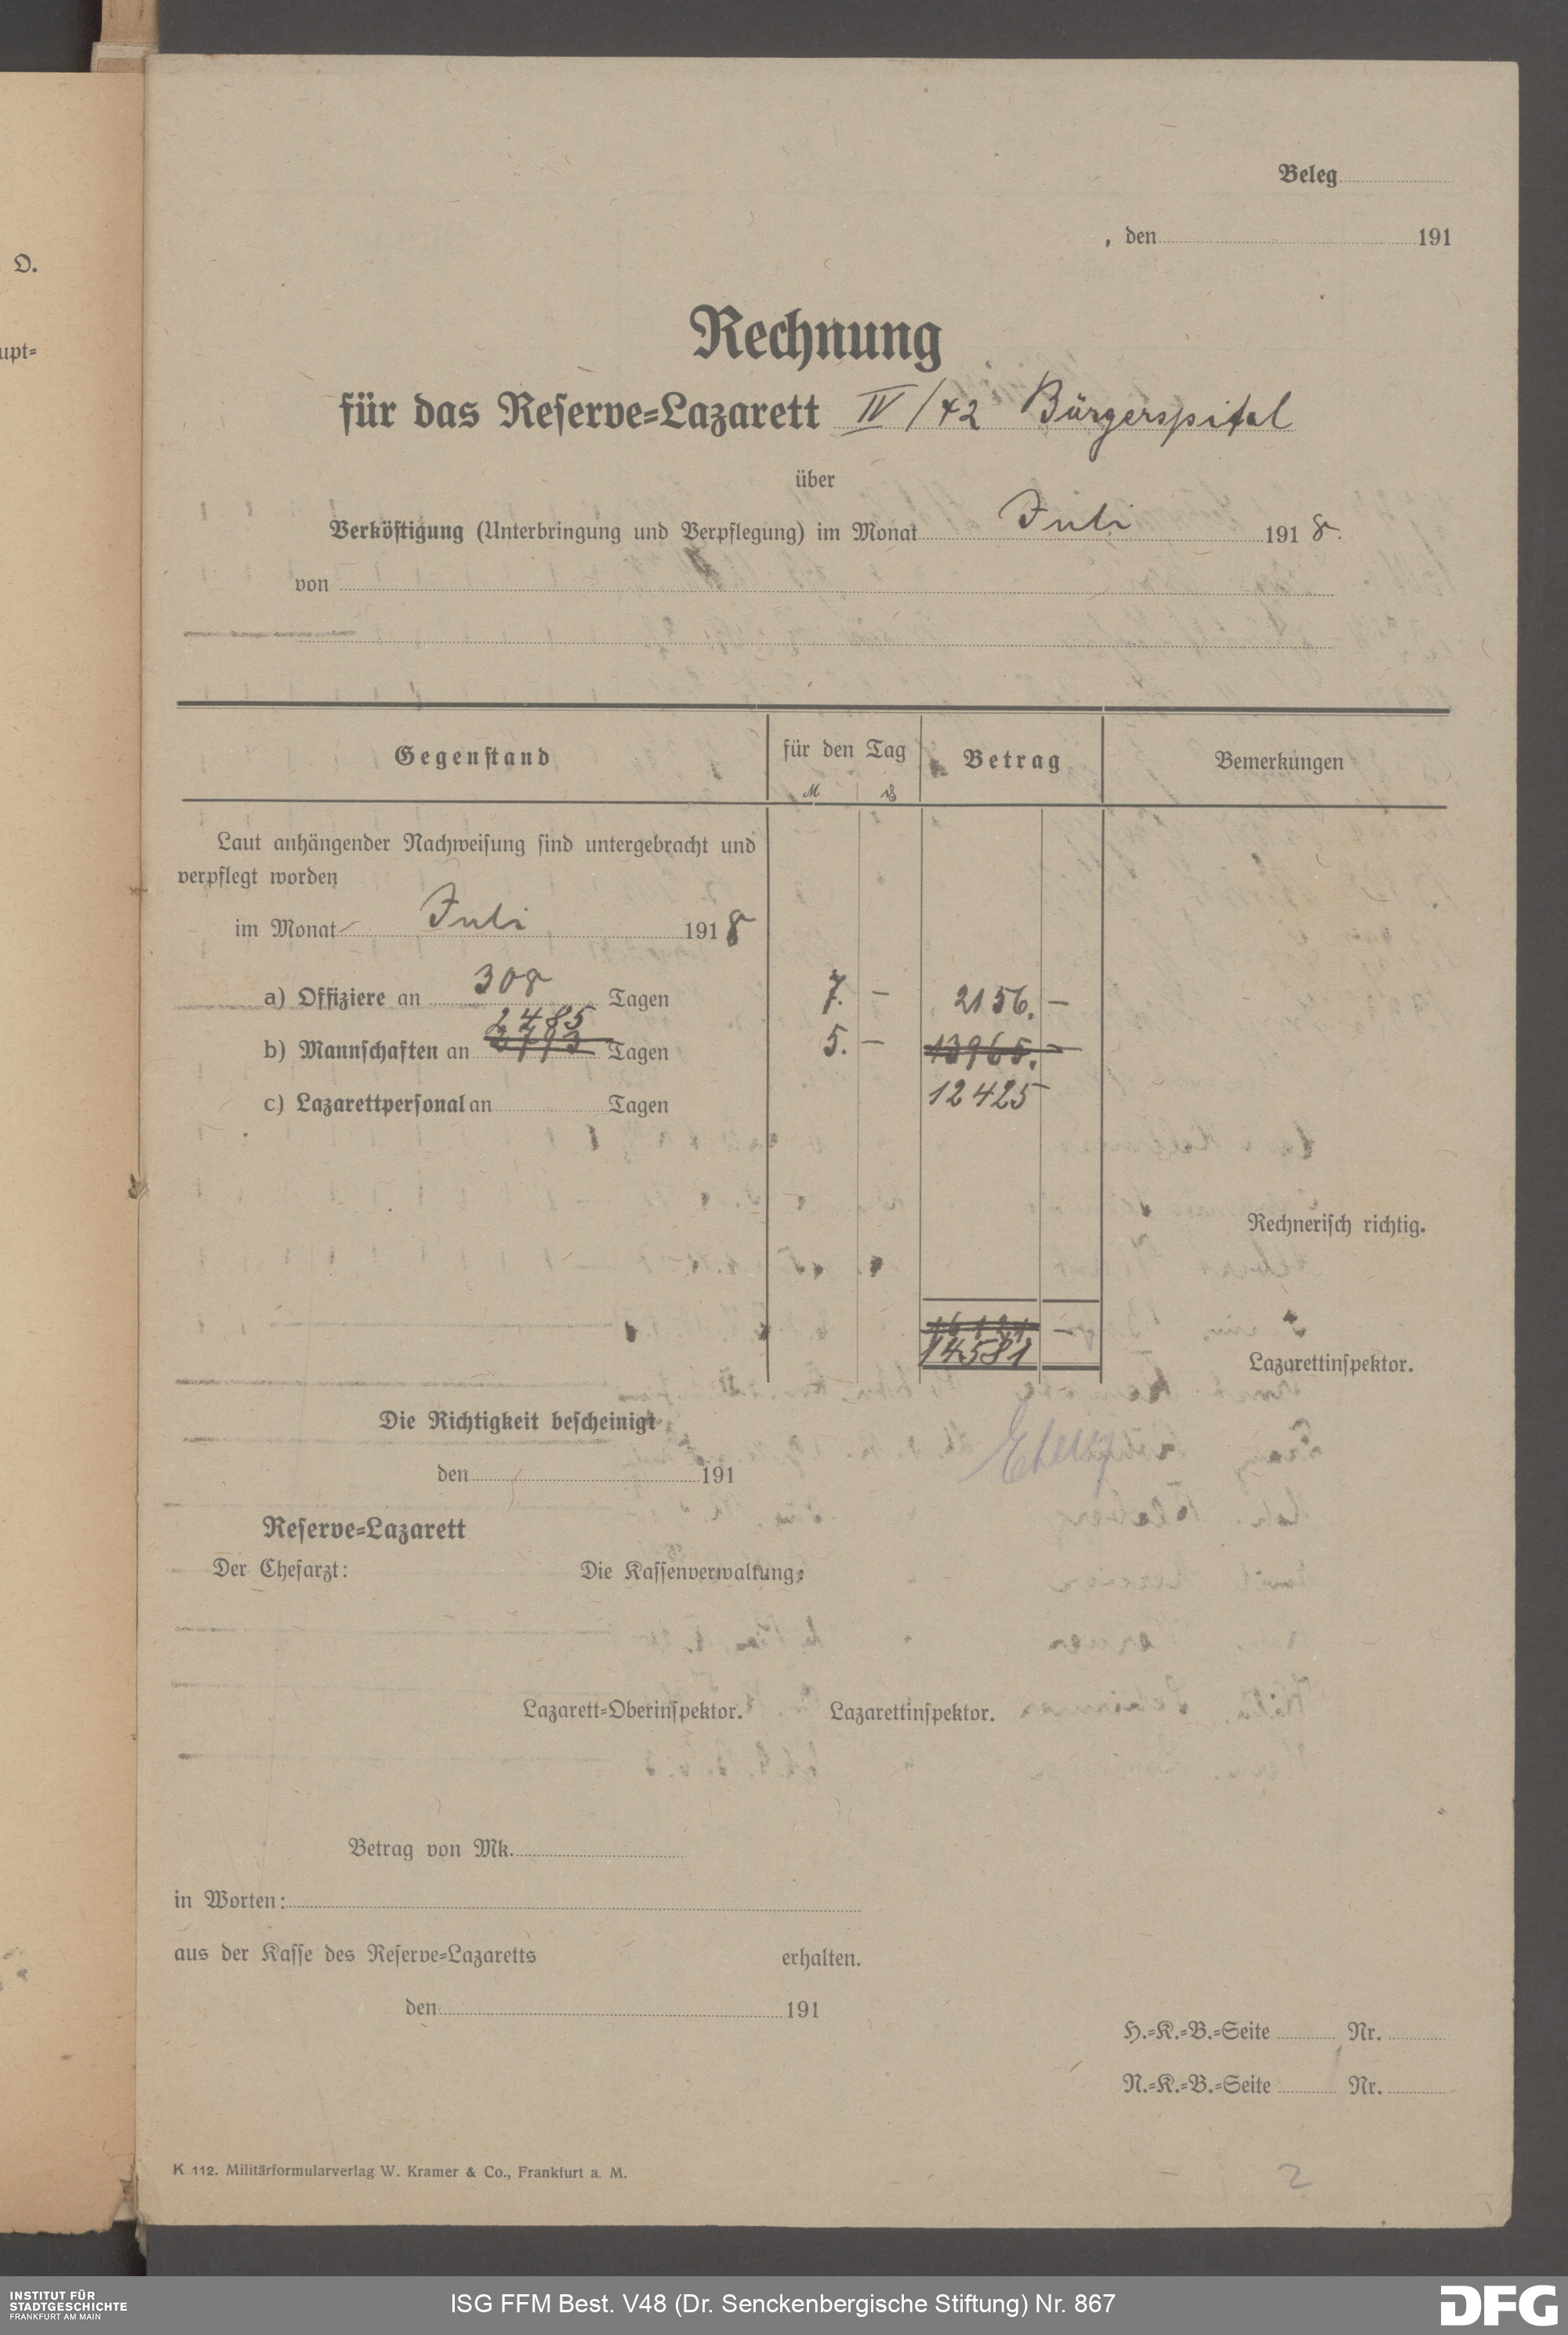 O.
upt=
Beleg
, den 191
Rechnung
für das Reserve=Lazarett IV/42 Bürgerspital
über
Verköstigung (Unterbringung und Verpflegung) im Monat Juli 1918.
von
Gegenstand für den Tag Betrag Bemerkungen
M ₰
Laut anhängender Nachweisung sind untergebracht und
verpflegt worden
im Monat Juli 1918
a) Offiziere an 308 Tagen 7. — 2156. —
2485
b) Mannschaften an Tagen 5. — 13965. —
12425
c) Lazarettpersonal an Tagen
Rechnerisch richtig.
16121 —
14581
Lazarettinspektor.
Die Richtigkeit bescheinigt
den 191
Reserve=Lazarett
Der Chefarzt: Die Kassenverwaltung:
Lazarett=Oberinspektor. Lazarettinspektor.
Betrag von Mk.
in Worten:
aus der Kasse des Reserve=Lazaretts erhalten.
den 191
H.=K.=B.=Seite Nr.
N.=K.=B.=Seite Nr.
K 112. Militärformularverlag W. Kramer & Co., Frankfurt a. M.
2
INSTITUT FÜR
STADTGESCHICHTE
FRANKFURT AM MAIN
ISG FFM Best. V48 (Dr. Senckenbergische Stiftung) Nr. 867
DFG